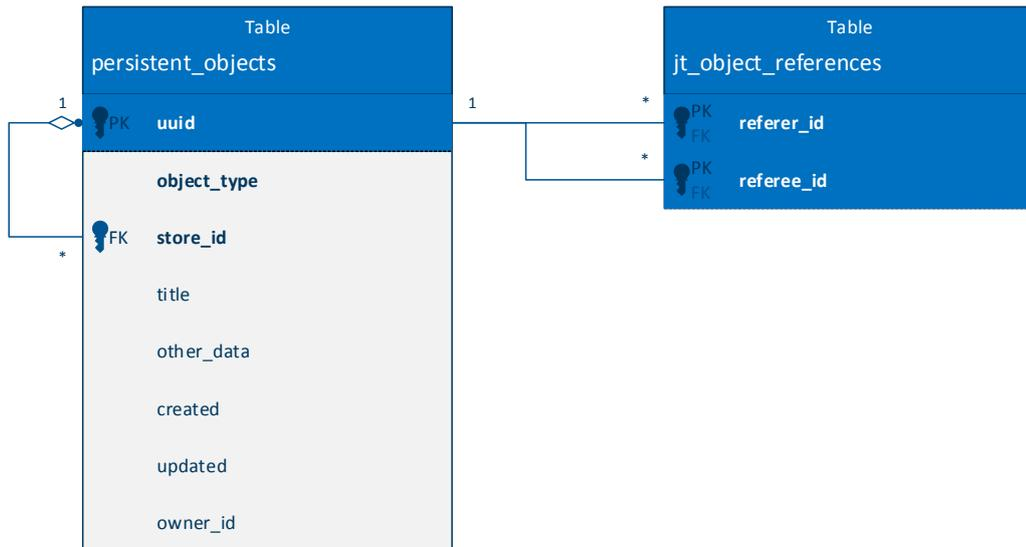 Table
persistent_objects
1
PK uuid
object_type
FK store_id
*
title
other_data
created
updated
owner_id
1
*
*
Table
jt_object_references
PK
FK
referer_id
PK
FK
referee_id